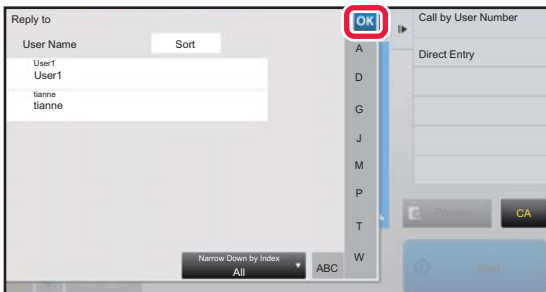 Reply to
OK
User Name
Sort
User1
User1
tianne
tianne
A
D
G
J
M
P
T
W
Narrow Down by Index
All
ABC
Call by User Number
Direct Entry
Preview
CA
Start